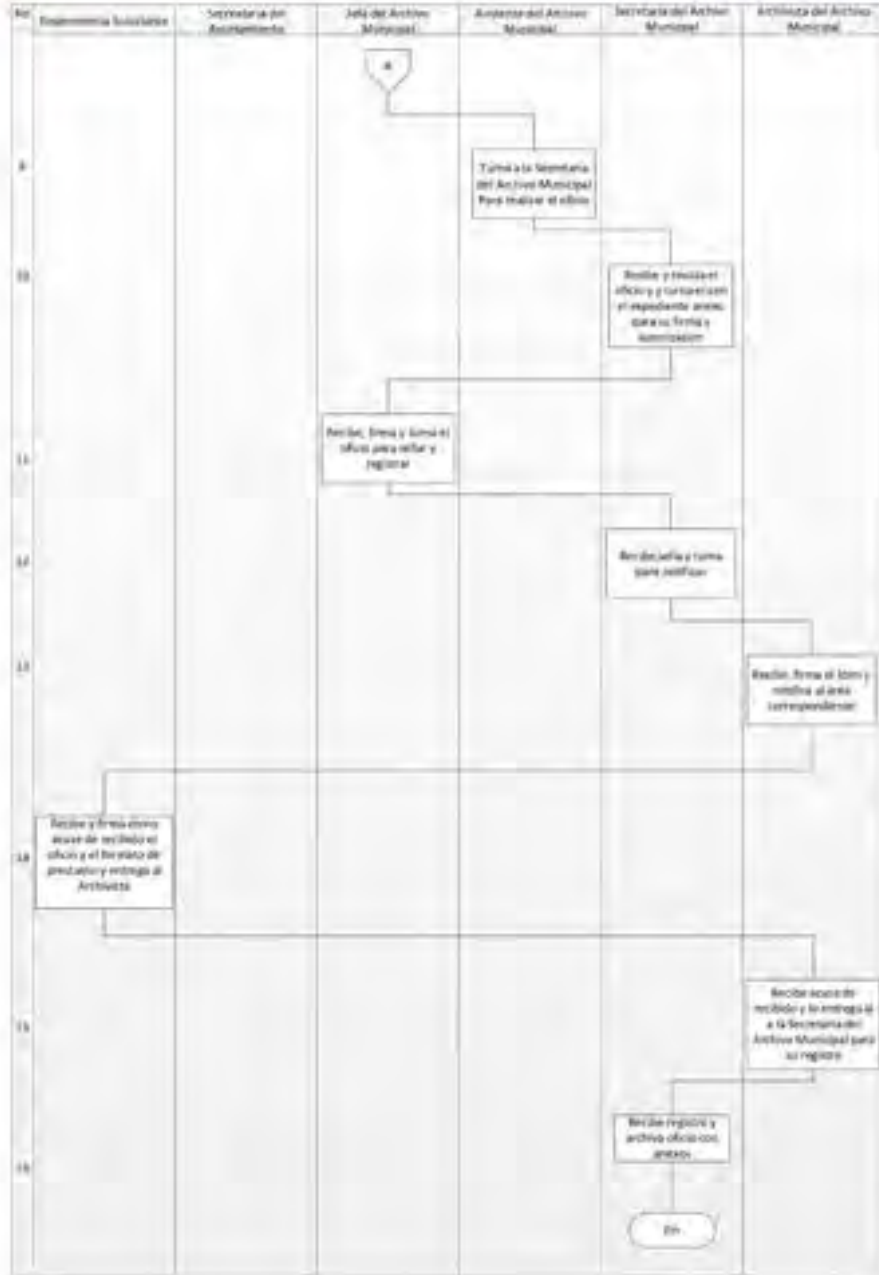 No
Dependencia Solicitante
Secretaria del
Ayuntamiento
Jefa del Archivo
Municipal
Asistente del Archivo
Municipal
Secretaria del Archivo
Municipal
Archivista del Archivo
Municipal
A
9
Turna a la Secretaria
del Archivo Municipal
Para realizar el oficio
10
Recibe y realiza el
oficio y y turna el con
el expediente anexo
para su firma y
autorización
11
Recibe, firma y turna el
oficio para sellar y
registrar
12
Recibe, sella y turna
para notificar
13
Recibe, firma el libro y
notifica al área
correspondiente
14
Recibe y firma como
acuse de recibido el
oficio y el formato de
préstamo y entrega al
Archivista
15
Recibe acuse de
recibido y lo entrega
a la Secretaria del
Archivo Municipal para
su registro
16
Recibe registro y
archiva oficio con
anexos
Fin